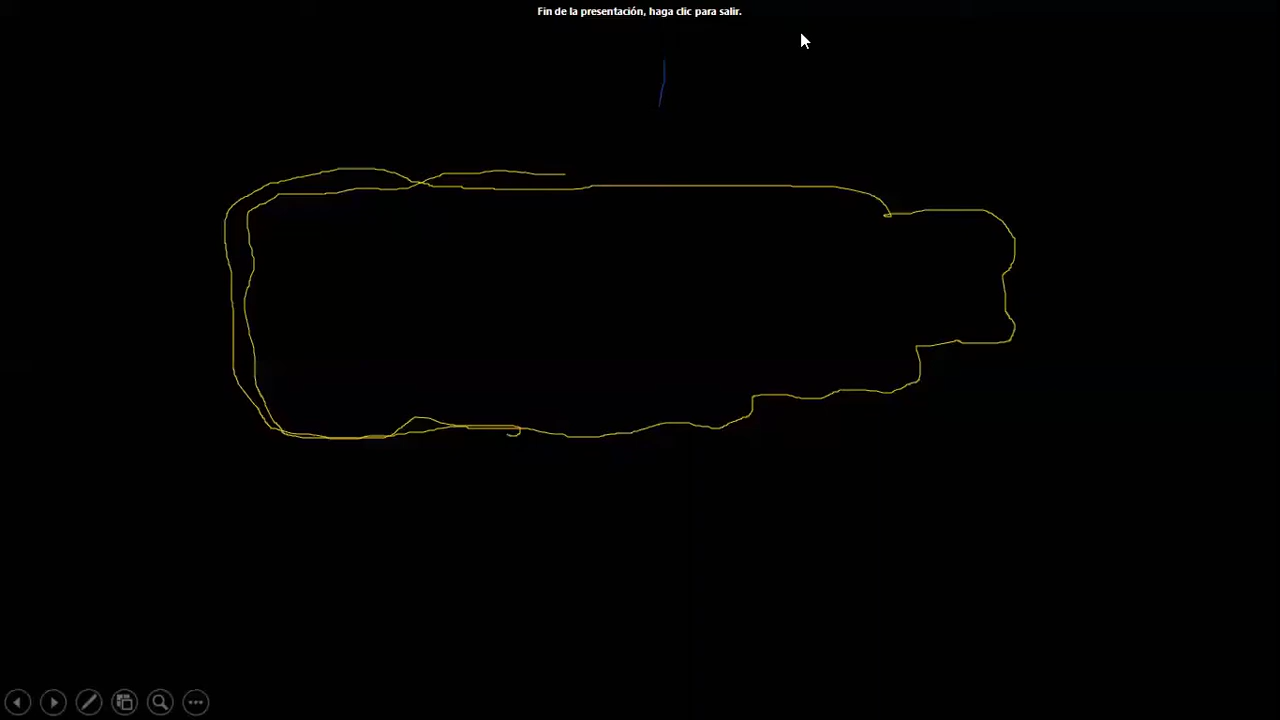 Fin de la presentación, haga clic para salir.